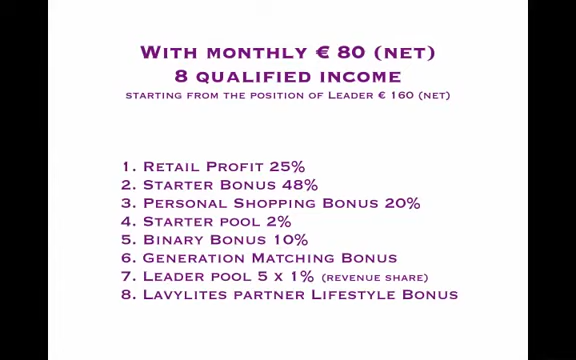 With monthly € 80 (net)
8 qualified income
starting from the position of Leader € 160 (net)
1. Retail Profit 25%
2. Starter Bonus 48%
3. Personal Shopping Bonus 20%
4. Starter pool 2%
5. Binary Bonus 10%
6. Generation Matching Bonus
7. Leader pool 5 x 1% (revenue share)
8. Lavylites partner Lifestyle Bonus